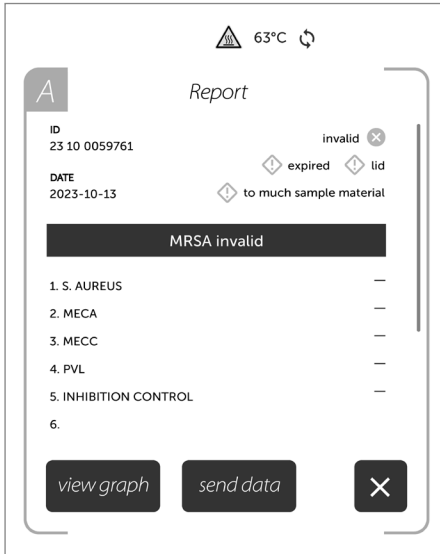 63°C
A
Report
ID
23 10 0059761
invalid
expired lid
DATE
2023-10-13
to much sample material
MRSA invalid
1. S. AUREUS —
2. MECA —
3. MECC —
4. PVL —
5. INHIBITION CONTROL —
6.
view graph send data